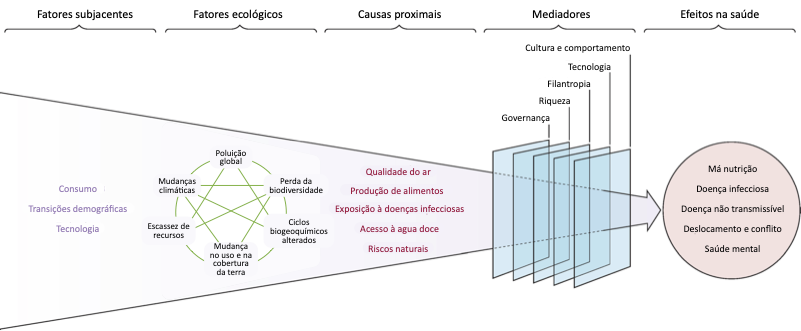 Fatores subjacentes
Fatores ecológicos
Causas proximais
Mediadores
Efeitos na saúde
Cultura e comportamento
Tecnologia
Filantropia
Riqueza
Governança
Consumo
Transições demográficas
Tecnologia
Poluição
global
Mudanças
climáticas
Perda da
biodiversidade
Escassez de
recursos
Ciclos
biogeoquímicos
alterados
Mudança
no uso e na
cobertura
da terra
Qualidade do ar
Produção de alimentos
Exposição à doenças infecciosas
Acesso à agua doce
Riscos naturais
Má nutrição
Doença infecciosa
Doença não transmissível
Deslocamento e conflito
Saúde mental